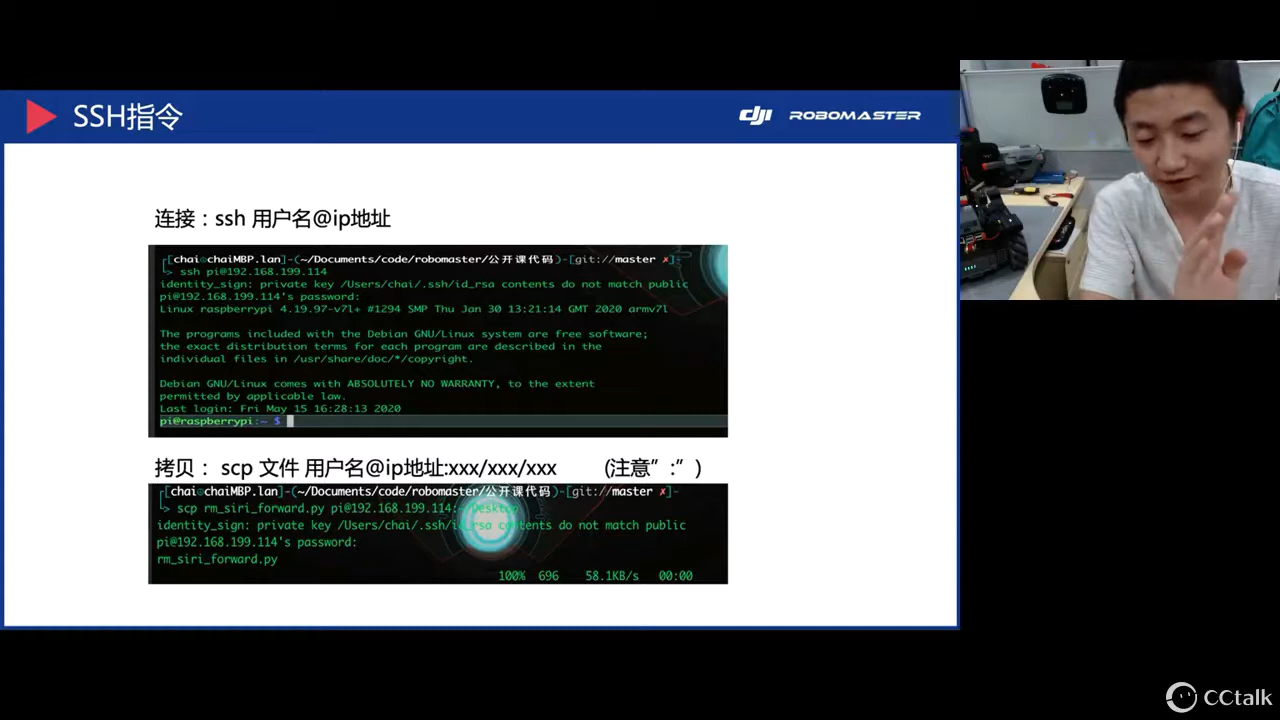 SSH指令
dji ROBOMASTER
连接：ssh 用户名@ip地址
[chai@chaiMBP.lan]-(~/Documents/code/robomaster/公开课代码)-[git://master ✗]-
> ssh pi@192.168.199.114
identity_sign: private key /Users/chai/.ssh/id_rsa contents do not match public
pi@192.168.199.114's password:
Linux raspberrypi 4.19.97-v7l+ #1294 SMP Thu Jan 30 13:21:14 GMT 2020 armv7l
The programs included with the Debian GNU/Linux system are free software;
the exact distribution terms for each program are described in the
individual files in /usr/share/doc/*/copyright.
Debian GNU/Linux comes with ABSOLUTELY NO WARRANTY, to the extent
permitted by applicable law.
Last login: Fri May 15 16:28:13 2020
pi@raspberrypi:~ $
拷贝： scp 文件 用户名@ip地址:xxx/xxx/xxx (注意”:”)
[chai@chaiMBP.lan]-(~/Documents/code/robomaster/公开课代码)-[git://master ✗]-
> scp rm_siri_forward.py pi@192.168.199.114:~/Desktop
identity_sign: private key /Users/chai/.ssh/id_rsa contents do not match public
pi@192.168.199.114's password:
rm_siri_forward.py
100% 696 58.1KB/s 00:00
CCtalk